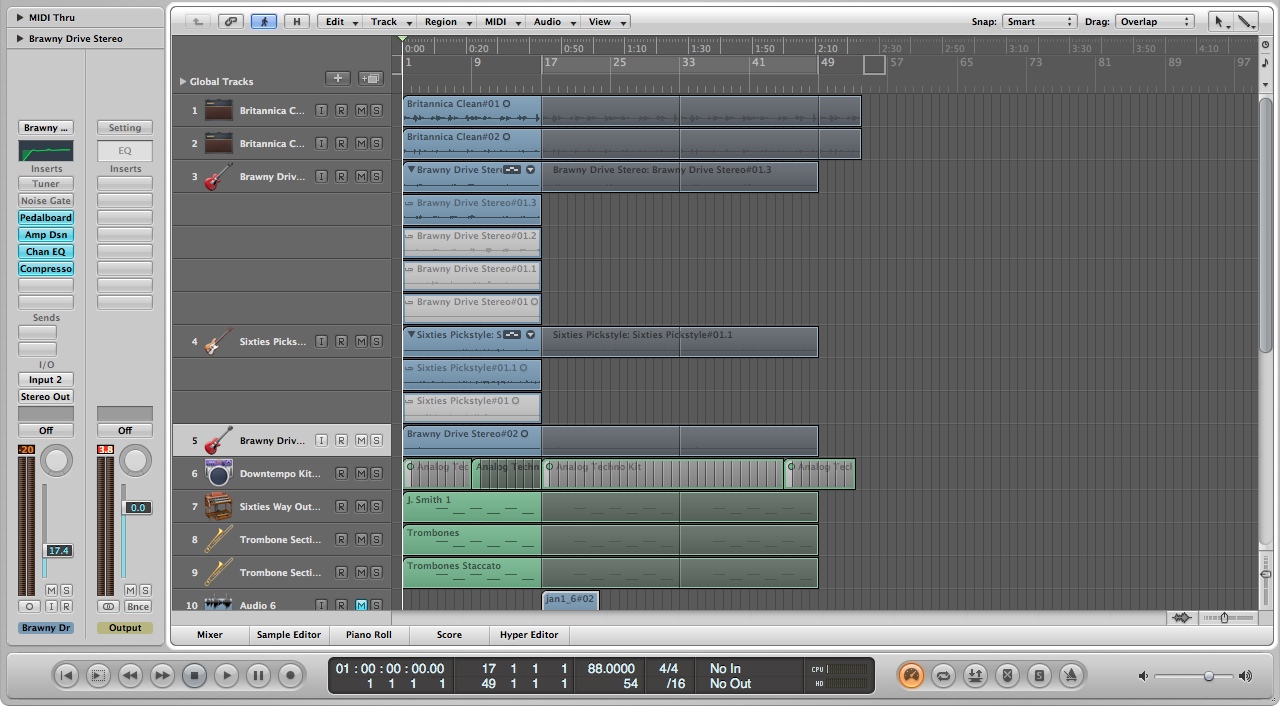 MIDI Thru
Brawny Drive Stereo
H Edit Track Region MIDI Audio View Snap: Smart Drag: Overlap
0:00 0:20 0:50 1:10 1:30 1:50 2:10 2:30 2:50 3:10 3:30 3:50 4:10
1 9 17 25 33 41 49 57 65 73 81 89 97
Global Tracks
1 Britannica C... I R M S Britannica Clean#01
2 Britannica C... I R M S Britannica Clean#02
3 Brawny Driv... I R M S Brawny Drive Stere Brawny Drive Stereo: Brawny Drive Stereo#01.3
Brawny Drive Stereo#01.3
Brawny Drive Stereo#01.2
Brawny Drive Stereo#01.1
Brawny Drive Stereo#01
4 Sixties Picks... I R M S Sixties Pickstyle: S Sixties Pickstyle: Sixties Pickstyle#01.1
Sixties Pickstyle#01.1
Sixties Pickstyle#01
5 Brawny Driv... I R M S Brawny Drive Stereo#02
6 Downtempo Kit... R M S Analog Tec Analog Techn Analog Techno Kit Analog Tecl
7 Sixties Way Out... R M S J. Smith 1
8 Trombone Secti... R M S Trombones
9 Trombone Secti... R M S Trombones Staccato
10 Audio 6 I R M S jan1_6#02
Brawny ... Setting
EQ
Inserts Inserts
Tuner
Noise Gate
Pedalboard
Amp Dsn
Chan EQ
Compresso
Sends
I/O
Input 2
Stereo Out
Off Off
-20 3.8
0.0
17.4
M S M S
I R Bnce
Brawny Dr Output
Mixer Sample Editor Piano Roll Score Hyper Editor
01:00:00:00.00 17 1 1 1 88.0000 4/4 No In CPU
1 1 1 1 49 1 1 1 54 /16 No Out HD
S